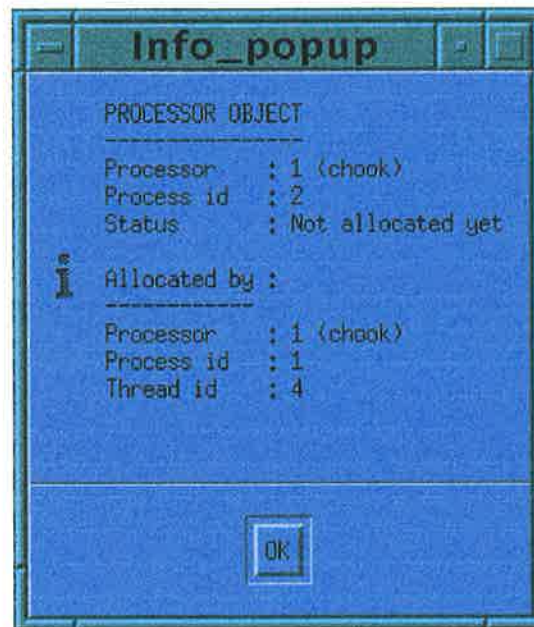 Info_popup
PROCESSOR OBJECT
----------------
Processor : 1 (chook)
Process id : 2
Status : Not allocated yet
Allocated by :
------------
Processor : 1 (chook)
Process id : 1
Thread id : 4
OK